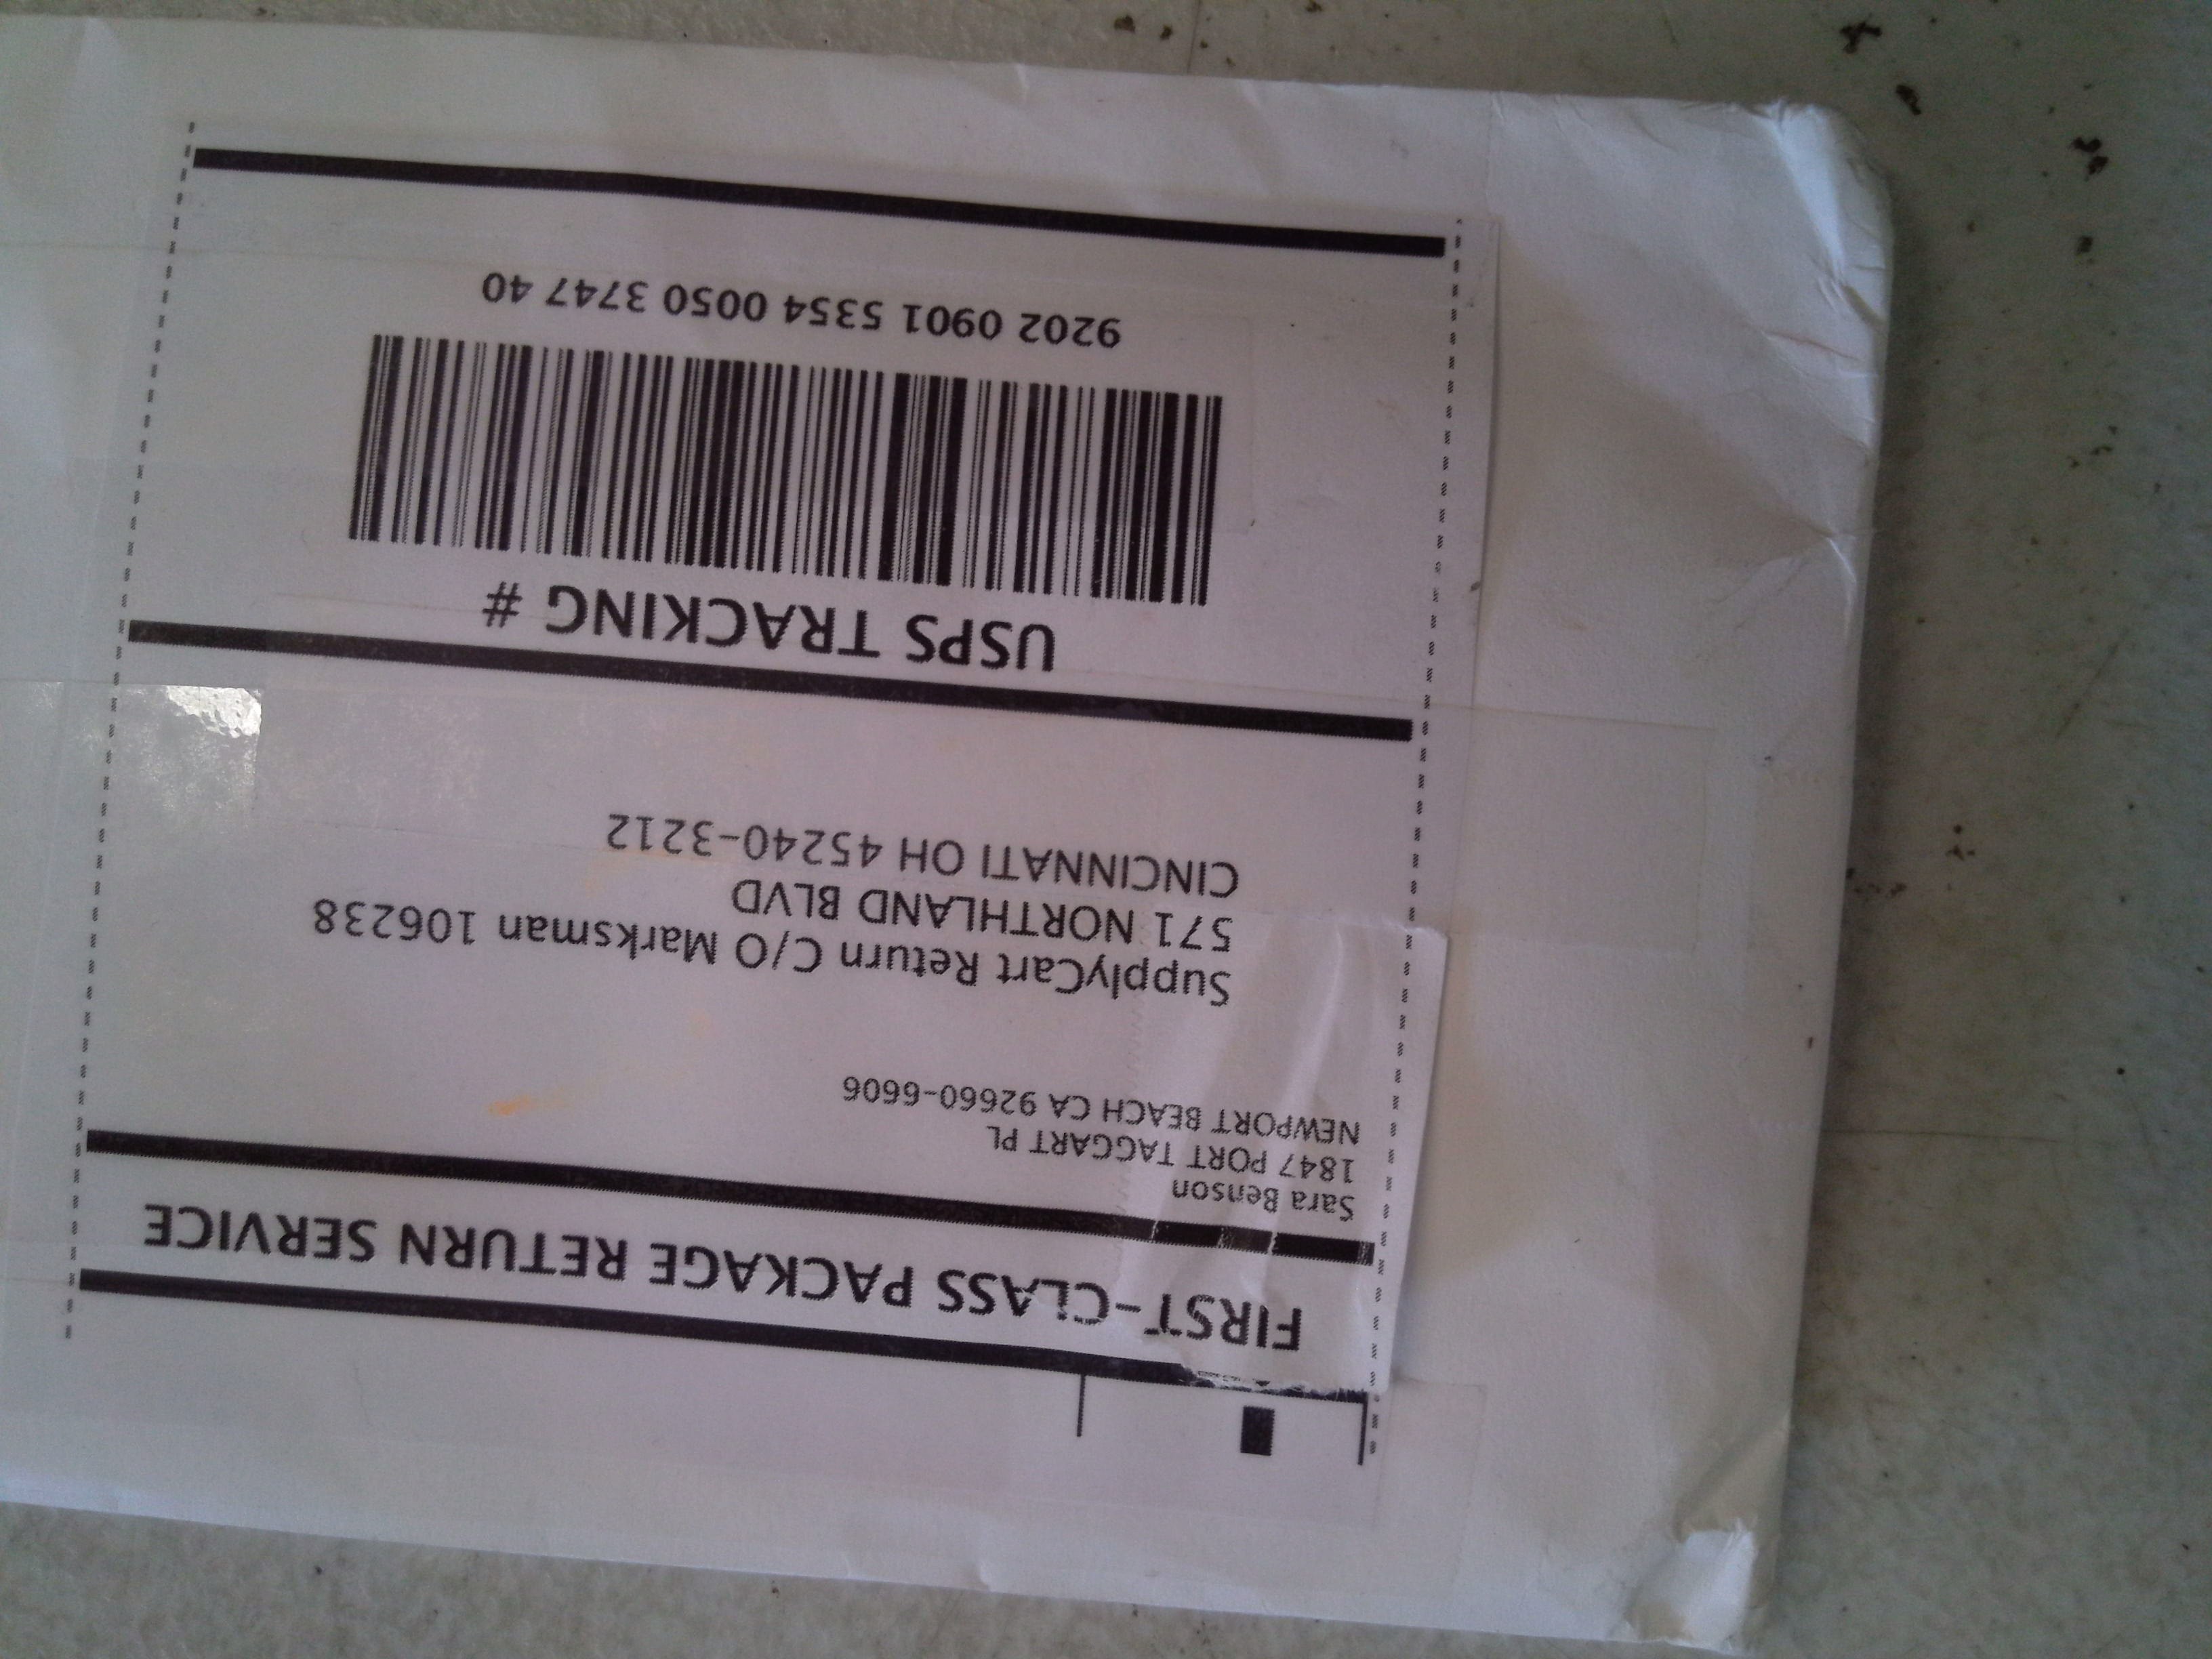 FIRST-CLASS PACKAGE RETURN SERVICE
Sara Benson
1847 PORT TAGGART PL
NEWPORT BEACH CA 92660-6606
SupplyCart Return C/O Marksman 106238
571 NORTHLAND BLVD
CINCINNATI OH 45240-3212
USPS TRACKING #
9202 0901 5354 0050 3747 40